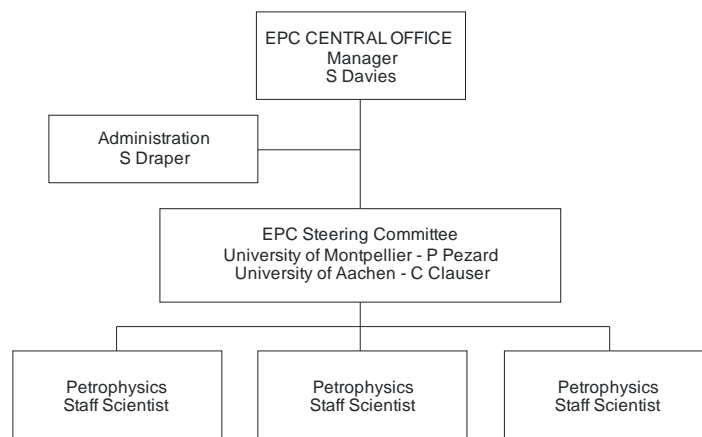 EPC CENTRAL OFFICE
Manager
S Davies
Administration
S Draper
EPC Steering Committee
University of Montpellier - P Pezard
University of Aachen - C Clauser
Petrophysics
Staff Scientist
Petrophysics
Staff Scientist
Petrophysics
Staff Scientist